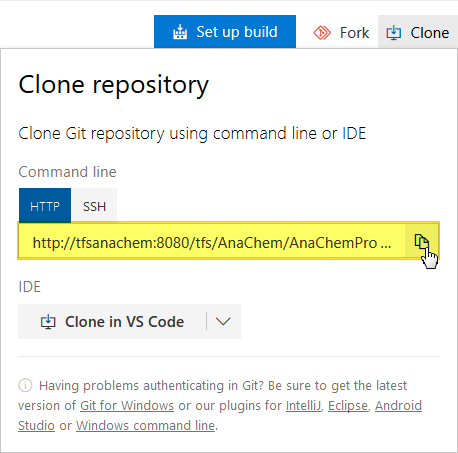 Set up build Fork Clone
Clone repository
Clone Git repository using command line or IDE
Command line
HTTP SSH
http://tfsanachem:8080/tfs/AnaChem/AnaChemPro ...
IDE
Clone in VS Code
Having problems authenticating in Git? Be sure to get the latest
version of Git for Windows or our plugins for IntelliJ, Eclipse, Android
Studio or Windows command line.